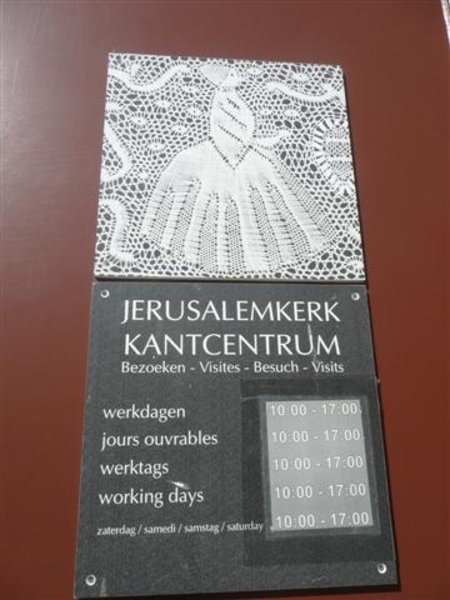 JERUSALEMKERK
KANTCENTRUM
Bezoeken - Visites - Besuch - Visits
werkdagen 10:00 - 17:00
jours ouvrables 10:00 - 17:00
werktags 10:00 - 17:00
working days 10:00 - 17:00
zaterdag / samedi / samstag / saturday 10:00 - 17:00